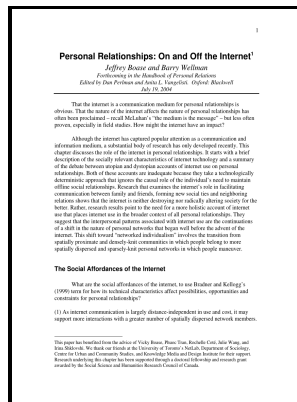 1
Personal Relationships: On and Off the Internet1
Jeffrey Boase and Barry Wellman
Forthcoming in the Handbook of Personal Relations
Edited by Dan Perlman and Anita L. Vangelisti. Oxford: Blackwell
July 19, 2004
That the internet is a communication medium for personal relationships is
obvious. That the nature of the internet affects the nature of personal relationships has
often been proclaimed – recall McLuhan's "the medium is the message" – but less often
proven, especially in field studies. How might the internet have an impact?
Although the internet has captured popular attention as a communication and
information medium, a substantial body of research has only developed recently. This
chapter discusses the role of the internet in personal relationships. It starts with a brief
description of the socially relevant characteristics of internet technology and a summary
of the debate between utopian and dystopian accounts of internet use on personal
relationships. Both of these accounts are inadequate because they take a technologically
deterministic approach that ignores the causal role of the individual's need to maintain
offline social relationships. Research that examines the internet's role in facilitating
communication between family and friends, forming new social ties and neighboring
relations shows that the internet is neither destroying nor radically altering society for the
better. Rather, research results point to the need for a more holistic account of internet
use that places internet use in the broader context of all personal relationships. They
suggest that the interpersonal patterns associated with internet use are the continuations
of a shift in the nature of personal networks that began well before the advent of the
internet. This shift toward "networked individualism" involves the transition from
spatially proximate and densely-knit communities in which people belong to more
spatially dispersed and sparsely-knit personal networks in which people maneuver.
The Social Affordances of the Internet
What are the social affordances of the internet, to use Bradner and Kellogg's
(1999) term for how its technical characteristics affect possibilities, opportunities and
constraints for personal relationships?
(1) As internet communication is largely distance-independent in use and cost, it may
support more interactions with a greater number of spatially dispersed network members.
This paper has benefited from the advice of Vicky Boase, Phuoc Tran, Rochelle Coté, Julie Wang, and
Irina Shklovski. We thank our friends at the University of Toronto's NetLab, Department of Sociology,
Centre for Urban and Community Studies, and Knowledge Media and Design Institute for their support.
Research underlying this chapter has been supported through a doctoral fellowship and research grant
awarded by the Social Science and Humanities Research Council of Canada.